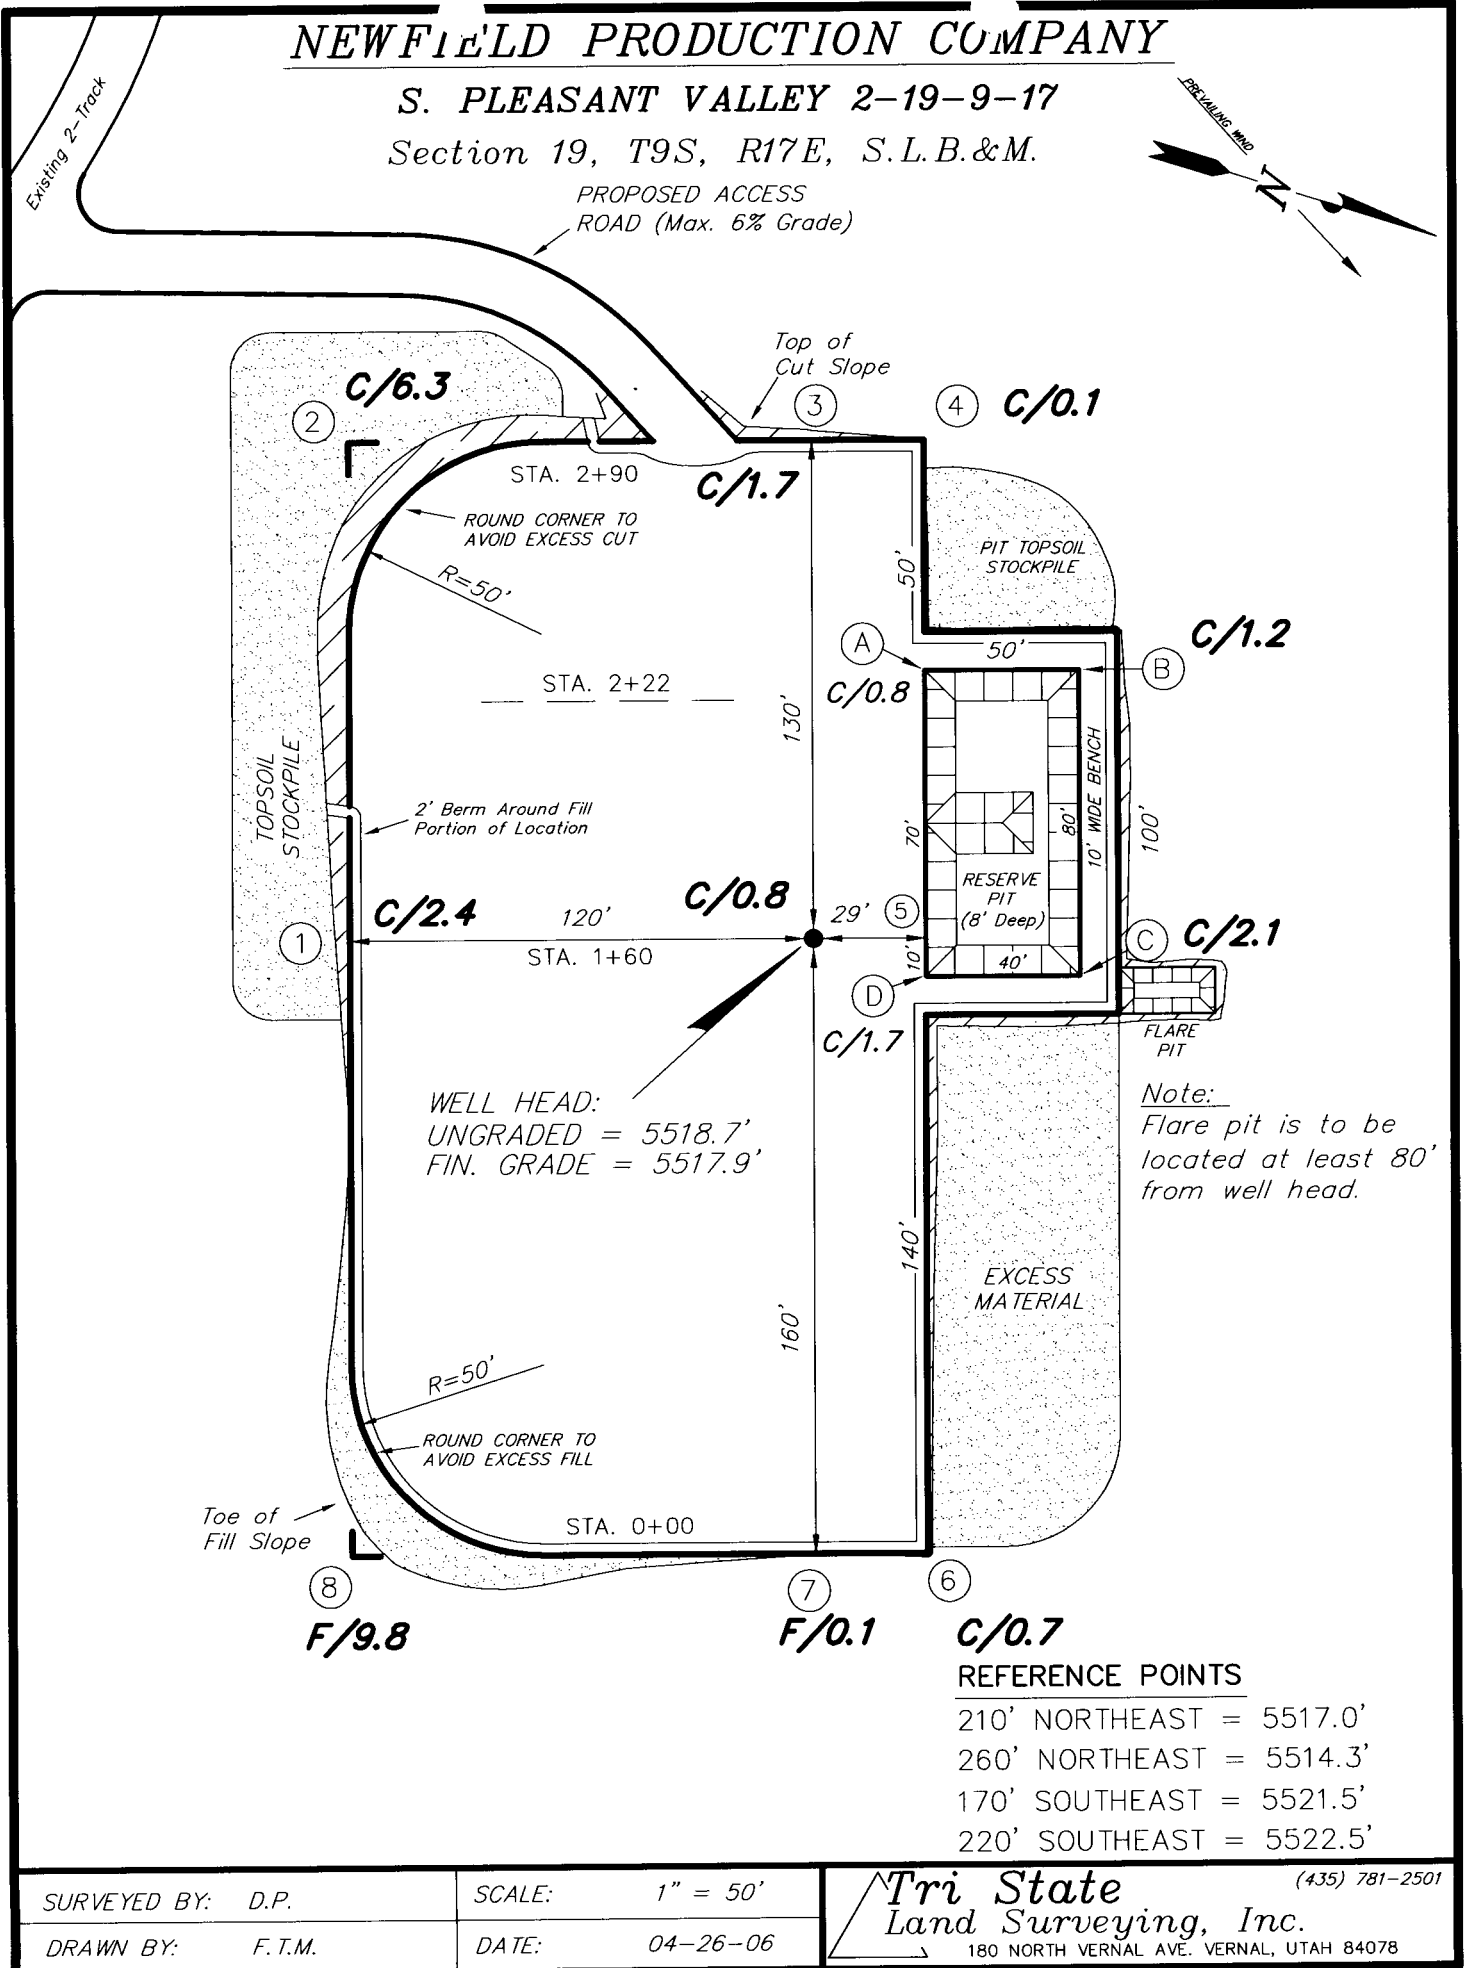 NEWFIELD PRODUCTION COMPANY
S. PLEASANT VALLEY 2-19-9-17
Section 19, T9S, R17E, S.L.B.&M.
PREVAILING WIND
N
Existing 2-Track
PROPOSED ACCESS
ROAD (Max. 6% Grade)
Top of
Cut Slope
C/6.3
2
3
4
C/0.1
STA. 2+90
C/1.7
ROUND CORNER TO
AVOID EXCESS CUT
R=50'
50'
PIT TOPSOIL
STOCKPILE
C/1.2
A
50'
B
STA. 2+22
C/0.8
130'
TOPSOIL
STOCKPILE
2' Berm Around Fill
Portion of Location
70'
80'
10' WIDE BENCH
100'
RESERVE
PIT
(8' Deep)
C/2.4
120'
C/0.8
29'
5
1
STA. 1+60
10'
40'
C
C/2.1
D
C/1.7
FLARE
PIT
WELL HEAD:
UNGRADED = 5518.7'
FIN. GRADE = 5517.9'
Note:
Flare pit is to be
located at least 80'
from well head.
140'
EXCESS
MATERIAL
160'
R=50'
ROUND CORNER TO
AVOID EXCESS FILL
Toe of
Fill Slope
STA. 0+00
8
7
6
F/9.8
F/0.1
C/0.7
REFERENCE POINTS
210' NORTHEAST = 5517.0'
260' NORTHEAST = 5514.3'
170' SOUTHEAST = 5521.5'
220' SOUTHEAST = 5522.5'
SURVEYED BY: D.P.
SCALE: 1" = 50'
DRAWN BY: F.T.M.
DATE: 04-26-06
Tri State
(435) 781-2501
Land Surveying, Inc.
180 NORTH VERNAL AVE. VERNAL, UTAH 84078